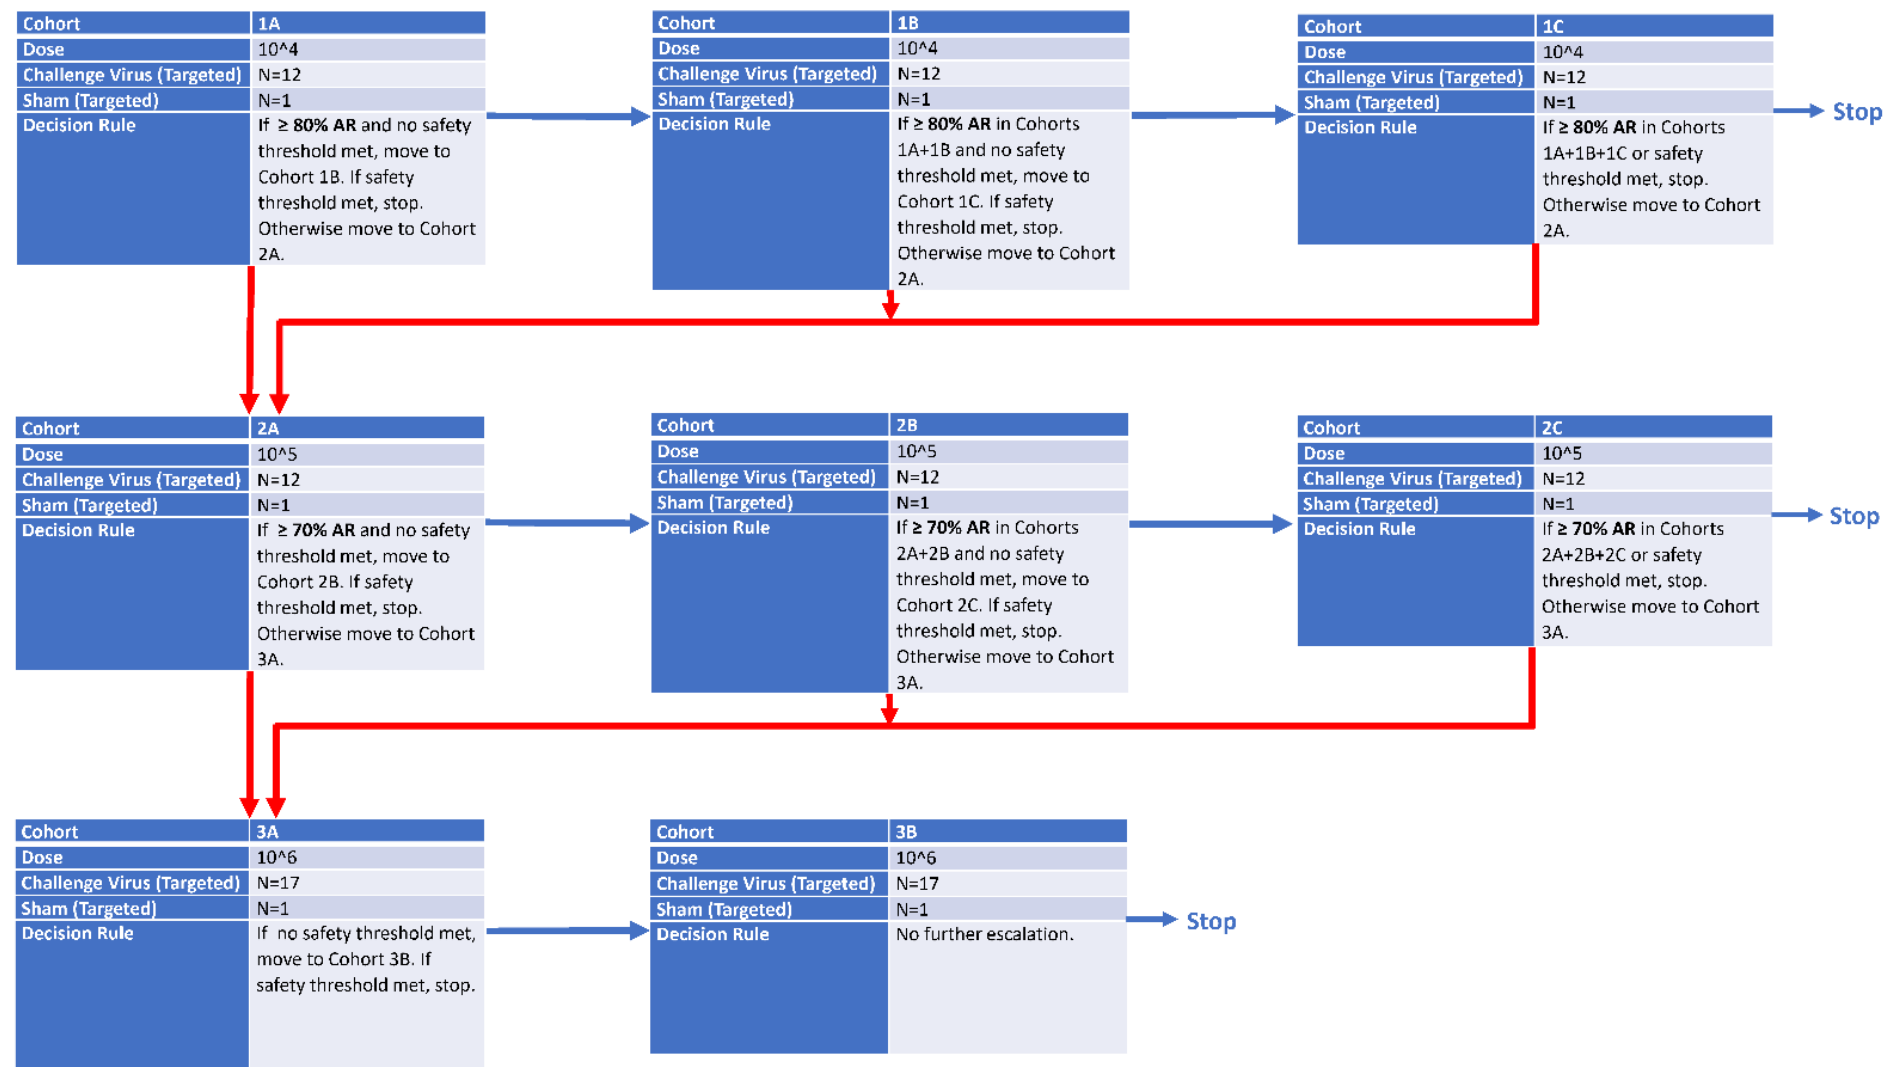 Cohort 1A
Dose 10^4
Challenge Virus (Targeted) N=12
Sham (Targeted) N=1
Decision Rule If ≥ 80% AR and no safety
threshold met, move to
Cohort 1B. If safety
threshold met, stop.
Otherwise move to Cohort
2A.
Cohort 1B
Dose 10^4
Challenge Virus (Targeted) N=12
Sham (Targeted) N=1
Decision Rule If ≥ 80% AR in Cohorts
1A+1B and no safety
threshold met, move to
Cohort 1C. If safety
threshold met, stop.
Otherwise move to Cohort
2A.
Cohort 1C
Dose 10^4
Challenge Virus (Targeted) N=12
Sham (Targeted) N=1
Decision Rule If ≥ 80% AR in Cohorts
1A+1B+1C or safety
threshold met, stop.
Otherwise move to Cohort
2A.
Stop
Cohort 2A
Dose 10^5
Challenge Virus (Targeted) N=12
Sham (Targeted) N=1
Decision Rule If ≥ 70% AR and no safety
threshold met, move to
Cohort 2B. If safety
threshold met, stop.
Otherwise move to Cohort
3A.
Cohort 2B
Dose 10^5
Challenge Virus (Targeted) N=12
Sham (Targeted) N=1
Decision Rule If ≥ 70% AR in Cohorts
2A+2B and no safety
threshold met, move to
Cohort 2C. If safety
threshold met, stop.
Otherwise move to Cohort
3A.
Cohort 2C
Dose 10^5
Challenge Virus (Targeted) N=12
Sham (Targeted) N=1
Decision Rule If ≥ 70% AR in Cohorts
2A+2B+2C or safety
threshold met, stop.
Otherwise move to Cohort
3A.
Stop
Cohort 3A
Dose 10^6
Challenge Virus (Targeted) N=17
Sham (Targeted) N=1
Decision Rule If no safety threshold met,
move to Cohort 3B. If
safety threshold met, stop.
Cohort 3B
Dose 10^6
Challenge Virus (Targeted) N=17
Sham (Targeted) N=1
Decision Rule No further escalation.
Stop